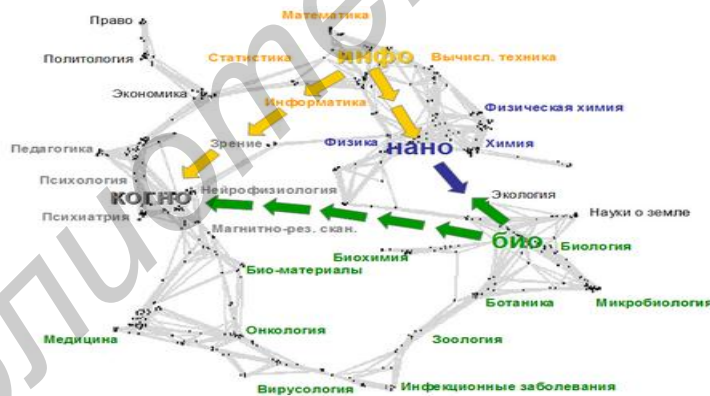 Математика
Право
Политология
Статистика
инфо
Вычисл. техника
Экономика
Информатика
Физическая химия
Педагогика
Зрение
Физика
нано
Химия
Психология
Нейрофизиология
Экология
когно
Психиатрия
Науки о земле
Магнитно-рез. скан.
био
Биология
Биохимия
Био-материалы
Ботаника
Микробиология
Медицина
Онкология
Зоология
Вирусология
Инфекционные заболевания